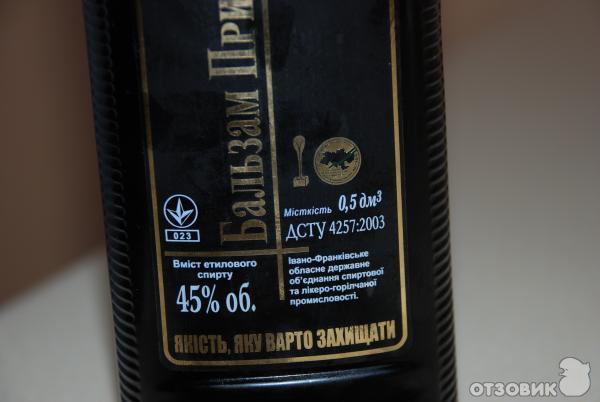 Бальзам При
023
Місткість 0,5 дм³
ДСТУ 4257:2003
Вміст етилового
спирту
45% об.
Івано-Франківське
обласне державне
об'єднання спиртової
та лікеро-горілчаної
промисловості.
ЯКІСТЬ, ЯКУ ВАРТО ЗАХИЩАТИ
ОТЗОВИК